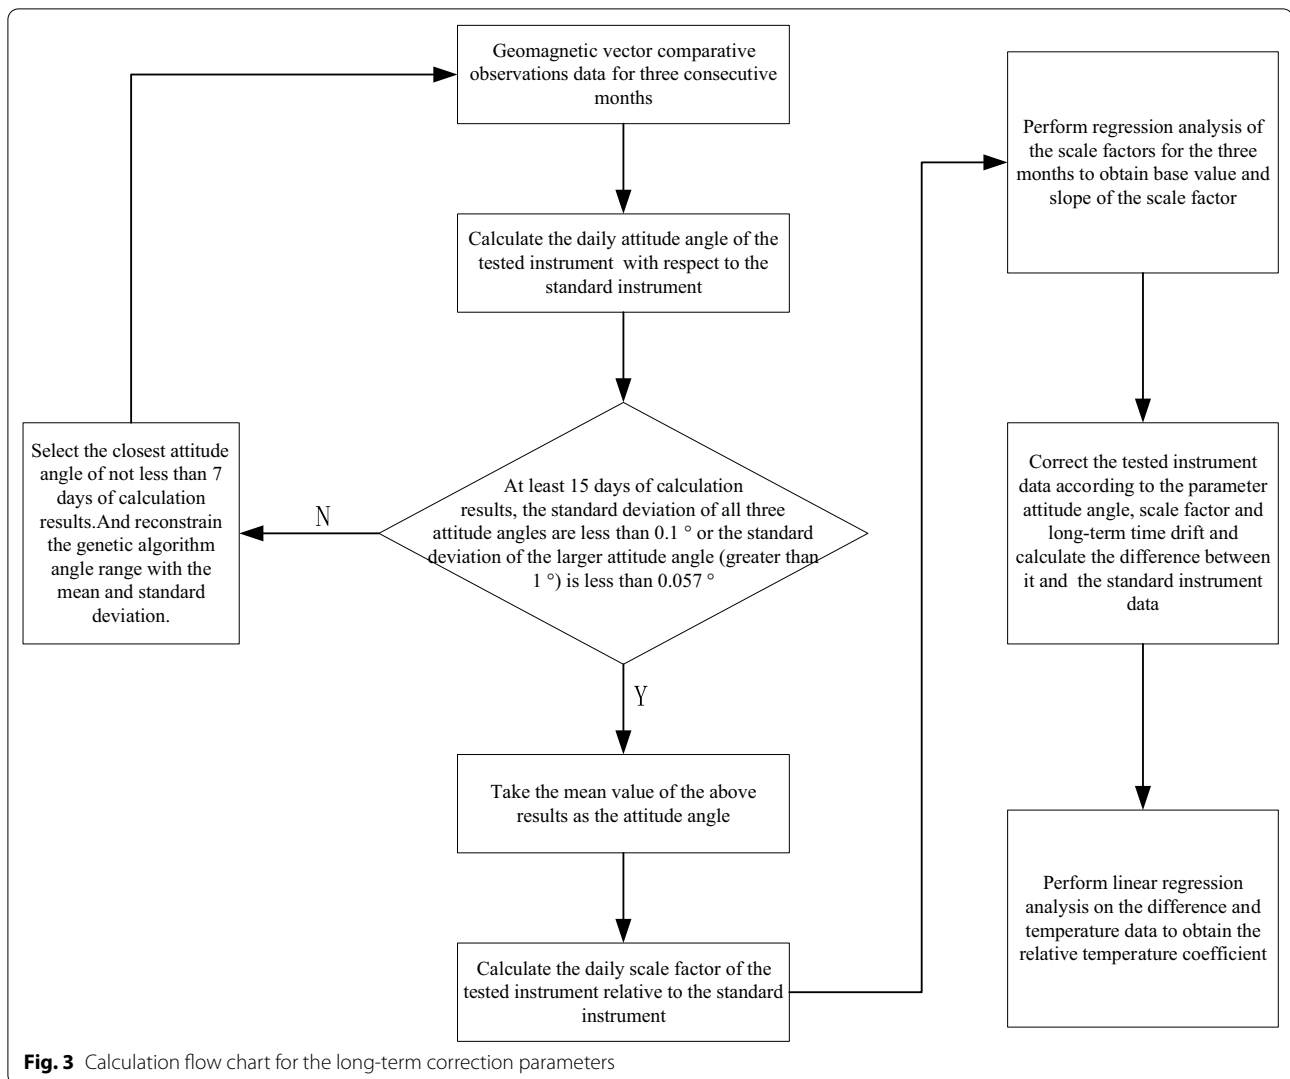 Geomagnetic vector comparative
observations data for three consecutive
months
Calculate the daily attitude angle of the
tested instrument with respect to the
standard instrument
At least 15 days of calculation
results, the standard deviation of all three
attitude angles are less than 0.1 ° or the standard
deviation of the larger attitude angle (greater than
1 °) is less than 0.057 °
N
Select the closest attitude
angle of not less than 7
days of calculation
results.And reconstrain
the genetic algorithm
angle range with the
mean and standard
deviation.
Y
Take the mean value of the above
results as the attitude angle
Calculate the daily scale factor of the
tested instrument relative to the standard
instrument
Perform regression analysis of
the scale factors for the three
months to obtain base value and
slope of the scale factor
Correct the tested instrument
data according to the parameter
attitude angle, scale factor and
long-term time drift and
calculate the difference between
it and the standard instrument
data
Perform linear regression
analysis on the difference and
temperature data to obtain the
relative temperature coefficient
Fig. 3 Calculation flow chart for the long-term correction parameters